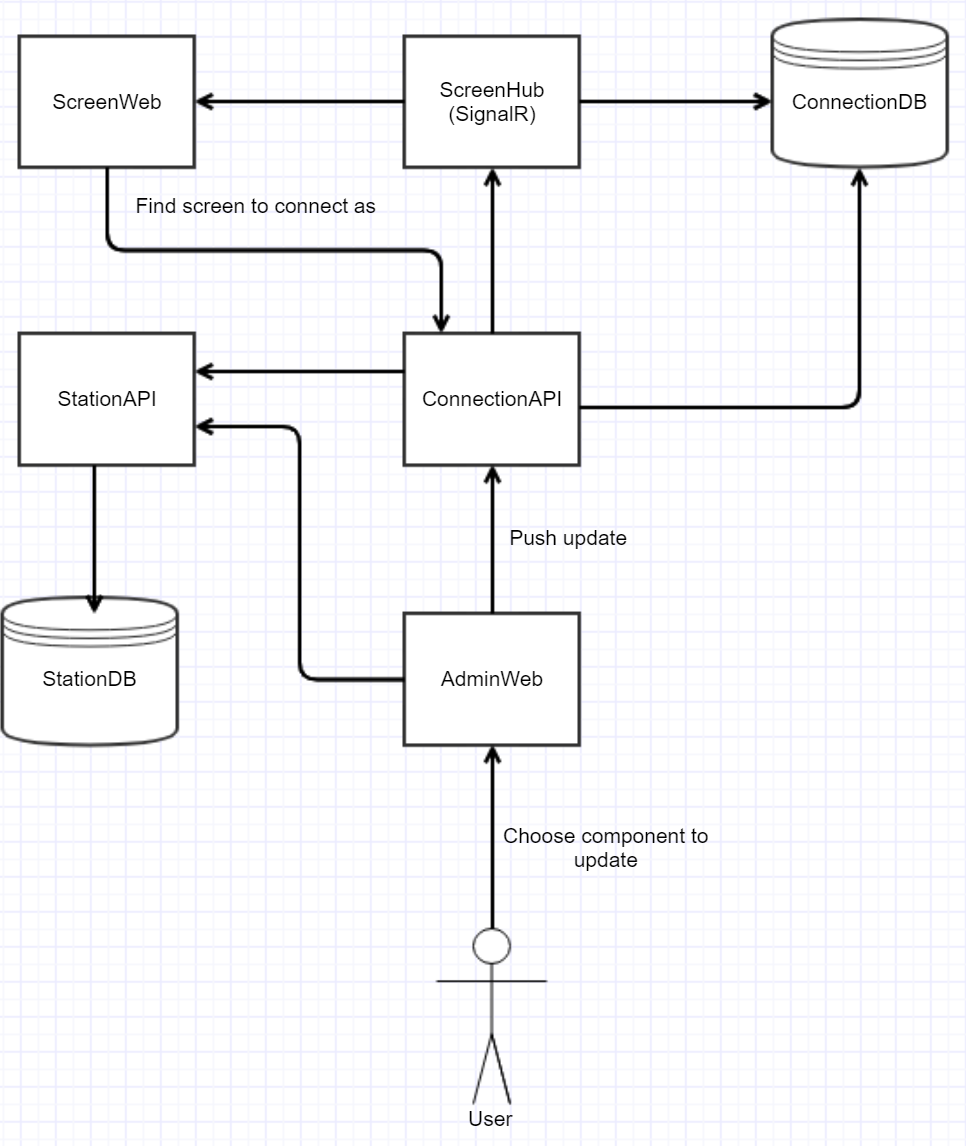 ScreenWeb
ScreenHub
(SignalR)
ConnectionDB
Find screen to connect as
StationAPI
ConnectionAPI
Push update
StationDB
AdminWeb
Choose component to
update
User